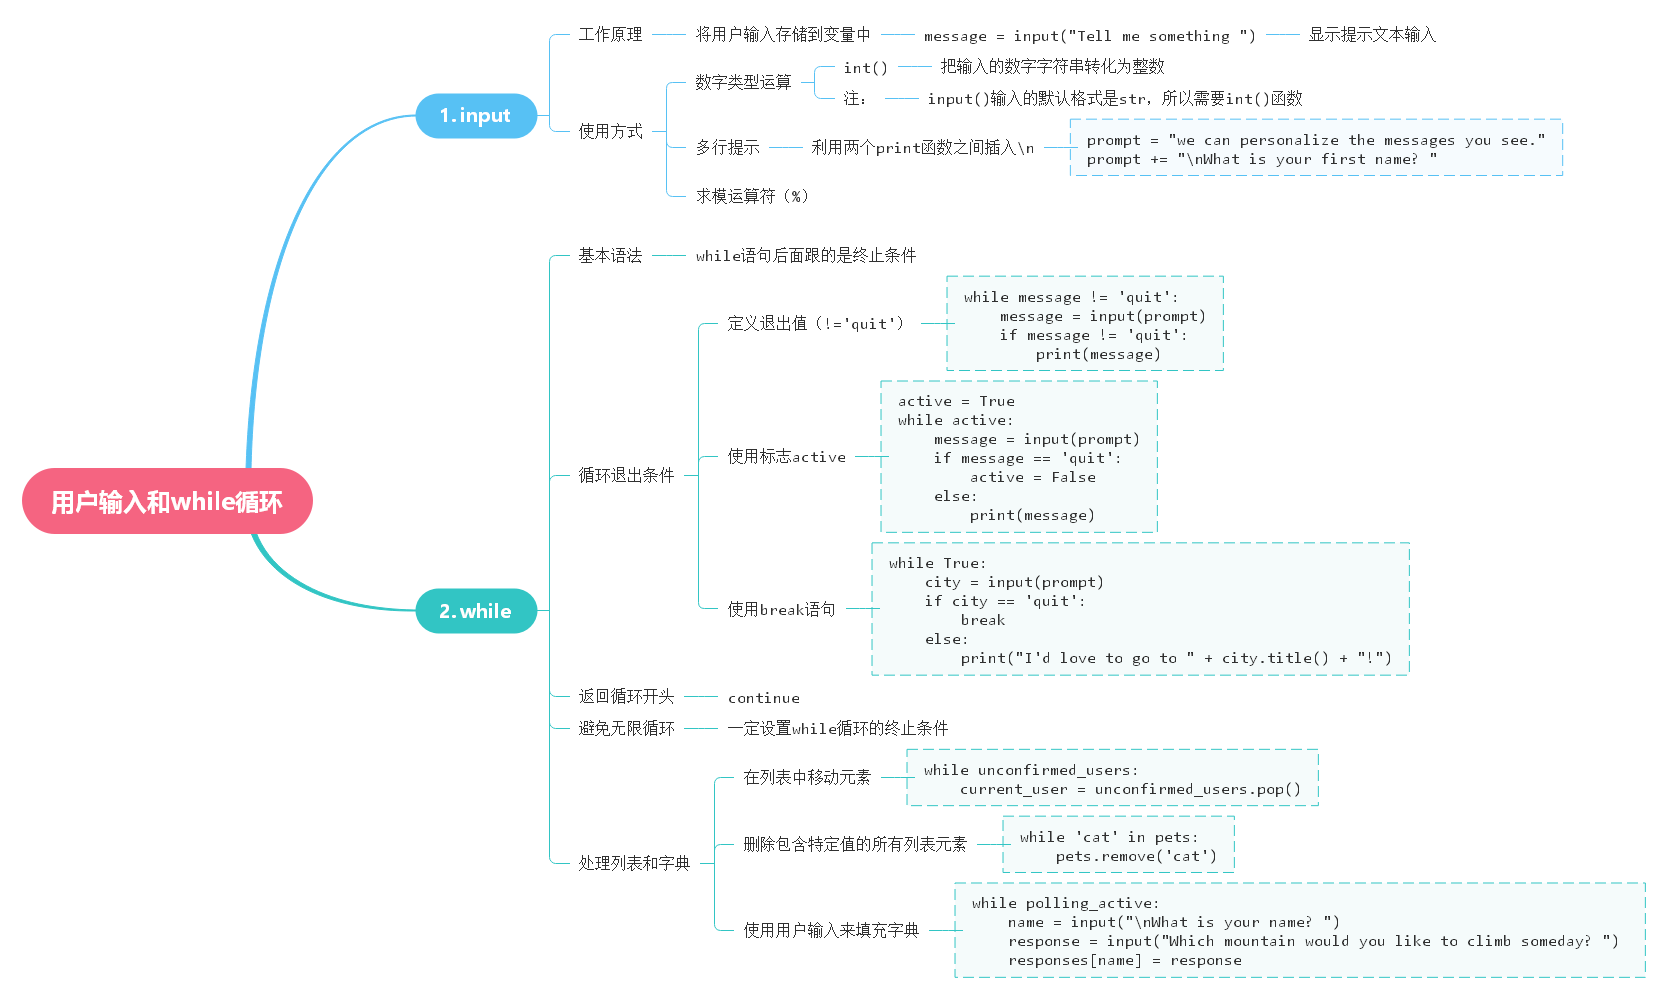 用户输入和while循环
1.input
工作原理
将用户输入存储到变量中
message = input("Tell me something ")
显示提示文本输入
使用方式
数字类型运算
int()
把输入的数字字符串转化为整数
注：
input()输入的默认格式是str，所以需要int()函数
多行提示
利用两个print函数之间插入\n
prompt = "we can personalize the messages you see."
prompt += "\nWhat is your first name? "
求模运算符（%）
2.while
基本语法
while语句后面跟的是终止条件
循环退出条件
定义退出值（!='quit'）
while message != 'quit':
    message = input(prompt)
    if message != 'quit':
        print(message)
使用标志active
active = True
while active:
    message = input(prompt)
    if message == 'quit':
        active = False
    else:
        print(message)
使用break语句
while True:
    city = input(prompt)
    if city == 'quit':
        break
    else:
        print("I'd love to go to " + city.title() + "!")
返回循环开头
continue
避免无限循环
一定设置while循环的终止条件
处理列表和字典
在列表中移动元素
while unconfirmed_users:
    current_user = unconfirmed_users.pop()
删除包含特定值的所有列表元素
while 'cat' in pets:
    pets.remove('cat')
使用用户输入来填充字典
while polling_active:
    name = input("\nWhat is your name? ")
    response = input("Which mountain would you like to climb someday? ")
    responses[name] = response